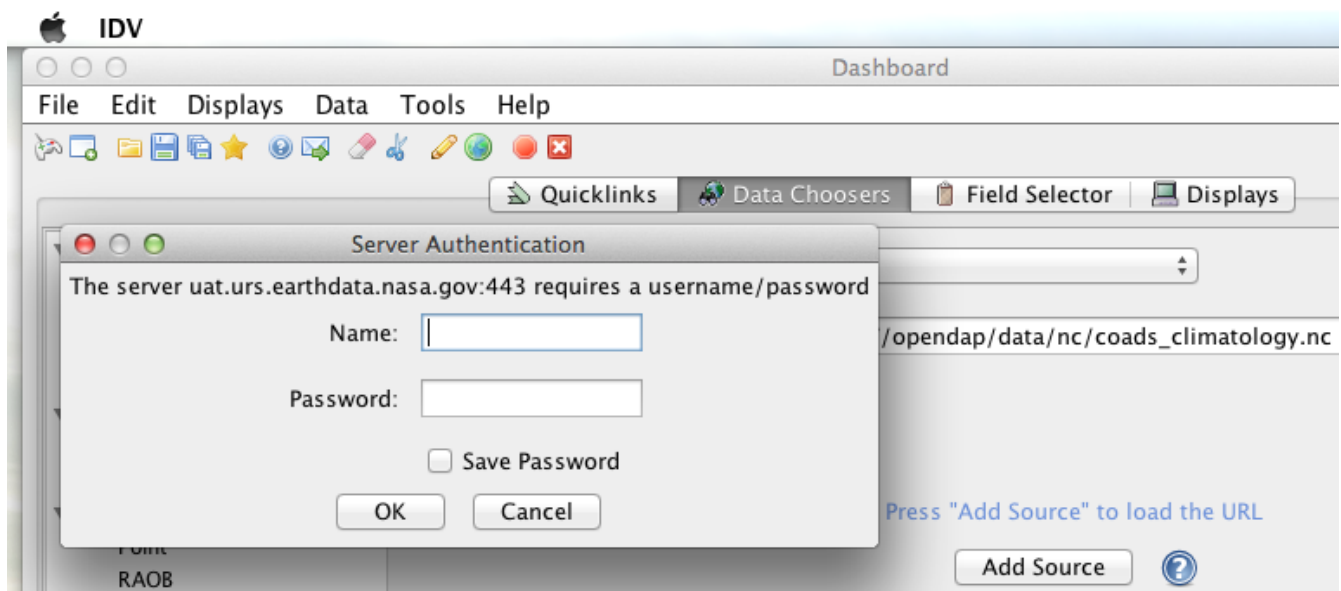 IDV
Dashboard
File Edit Displays Data Tools Help
Quicklinks Data Choosers Field Selector Displays
Server Authentication
The server uat.urs.earthdata.nasa.gov:443 requires a username/password
Name:
/opendap/data/nc/coads_climatology.nc
Password:
Save Password
OK Cancel
Press "Add Source" to load the URL
Point
RAOB
Add Source